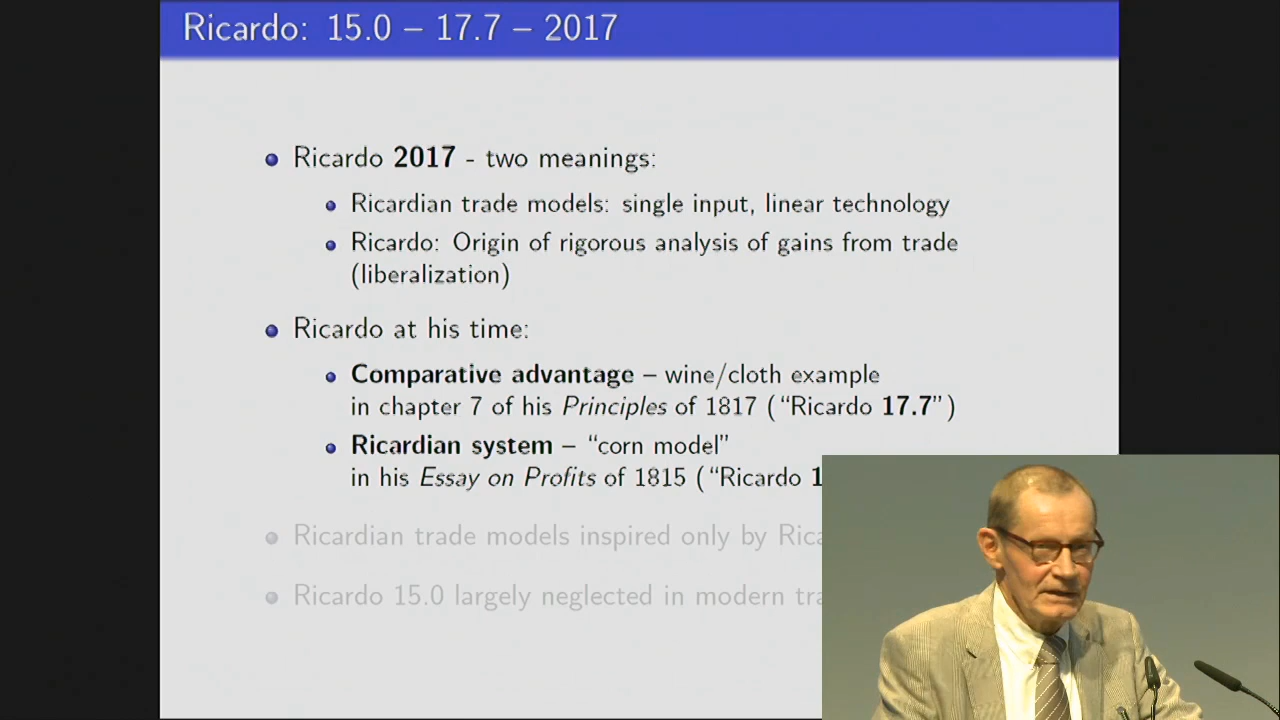 Ricardo: 15.0 – 17.7 – 2017
Ricardo 2017 - two meanings:
Ricardian trade models: single input, linear technology
Ricardo: Origin of rigorous analysis of gains from trade
(liberalization)
Ricardo at his time:
Comparative advantage – wine/cloth example
in chapter 7 of his Principles of 1817 (“Ricardo 17.7”)
Ricardian system – “corn model”
in his Essay on Profits of 1815 (“Ricardo 1
Ricardian trade models inspired only by Rica
Ricardo 15.0 largely neglected in modern tra